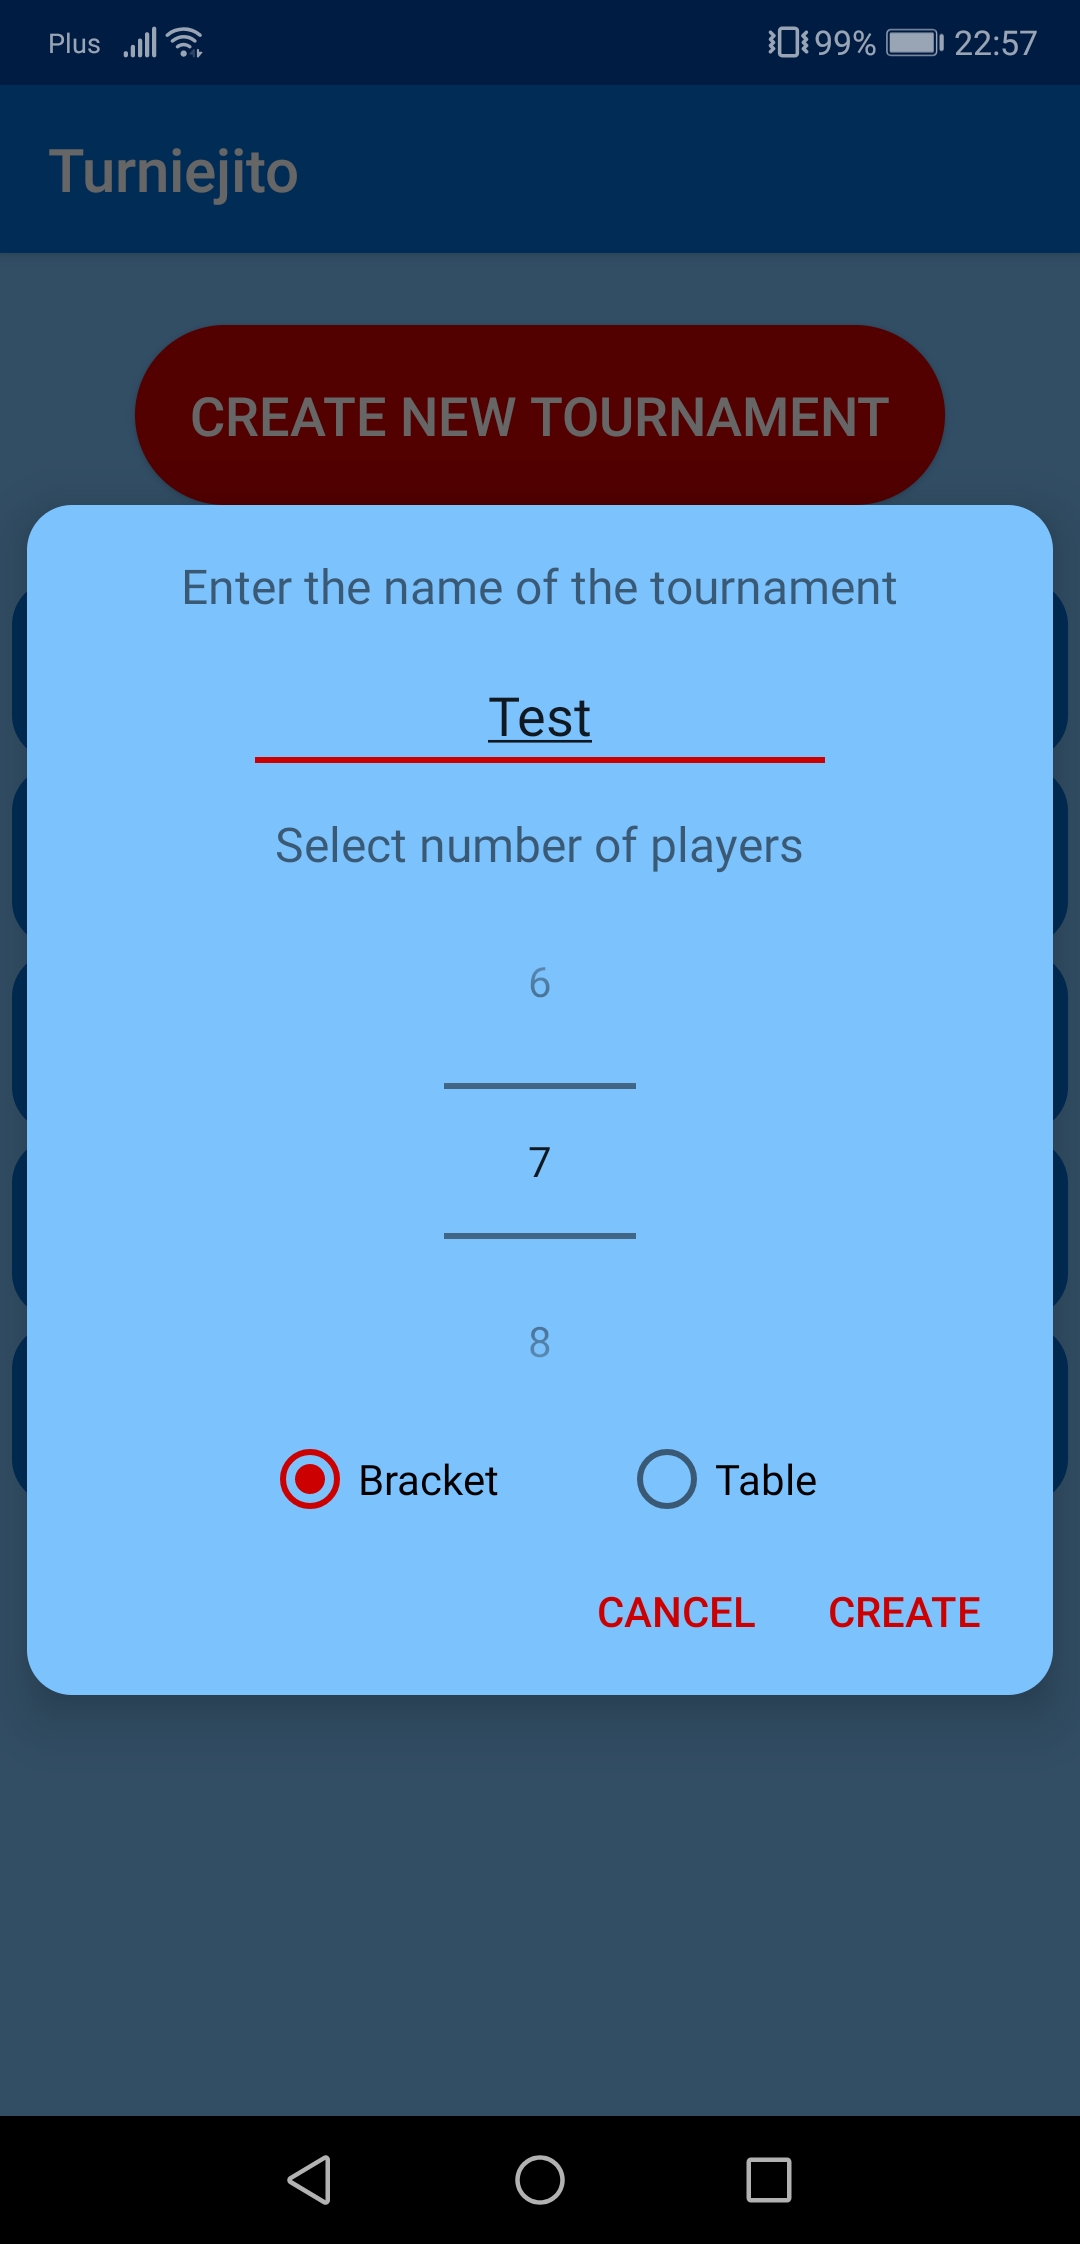 Plus 99% 22:57
Turniejito
CREATE NEW TOURNAMENT
Enter the name of the tournament
Test
Select number of players
6
7
8
Bracket Table
CANCEL CREATE